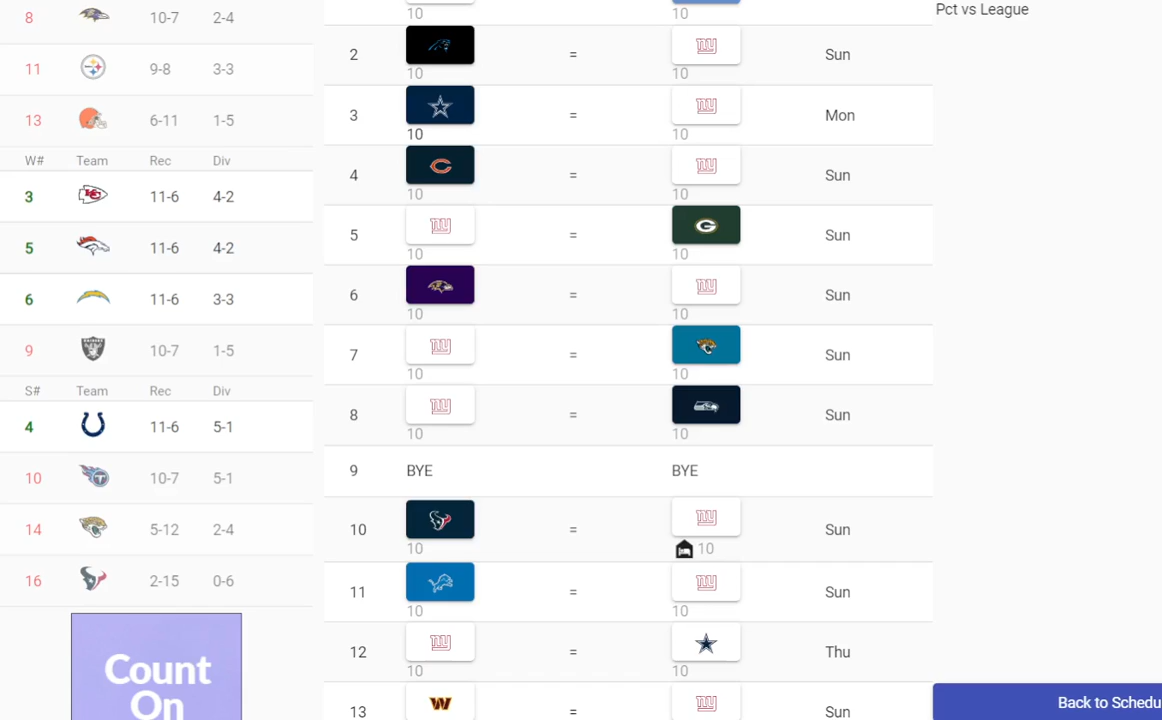 Pct vs League
8 10-7 2-4
11 9-8 3-3
13 6-11 1-5
W# Team Rec Div
3 11-6 4-2
5 11-6 4-2
6 11-6 3-3
9 10-7 1-5
S# Team Rec Div
4 11-6 5-1
10 10-7 5-1
14 5-12 2-4
16 2-15 0-6
Count
On
10 10
2 = Sun
10 10
3 = Mon
10 10
4 = Sun
10 10
5 = Sun
10 10
6 = Sun
10 10
7 = Sun
10 10
8 = Sun
10 10
9 BYE BYE
10 = Sun
10 10
11 = Sun
10 10
12 = Thu
10 10
13 = Sun
Back to Schedu